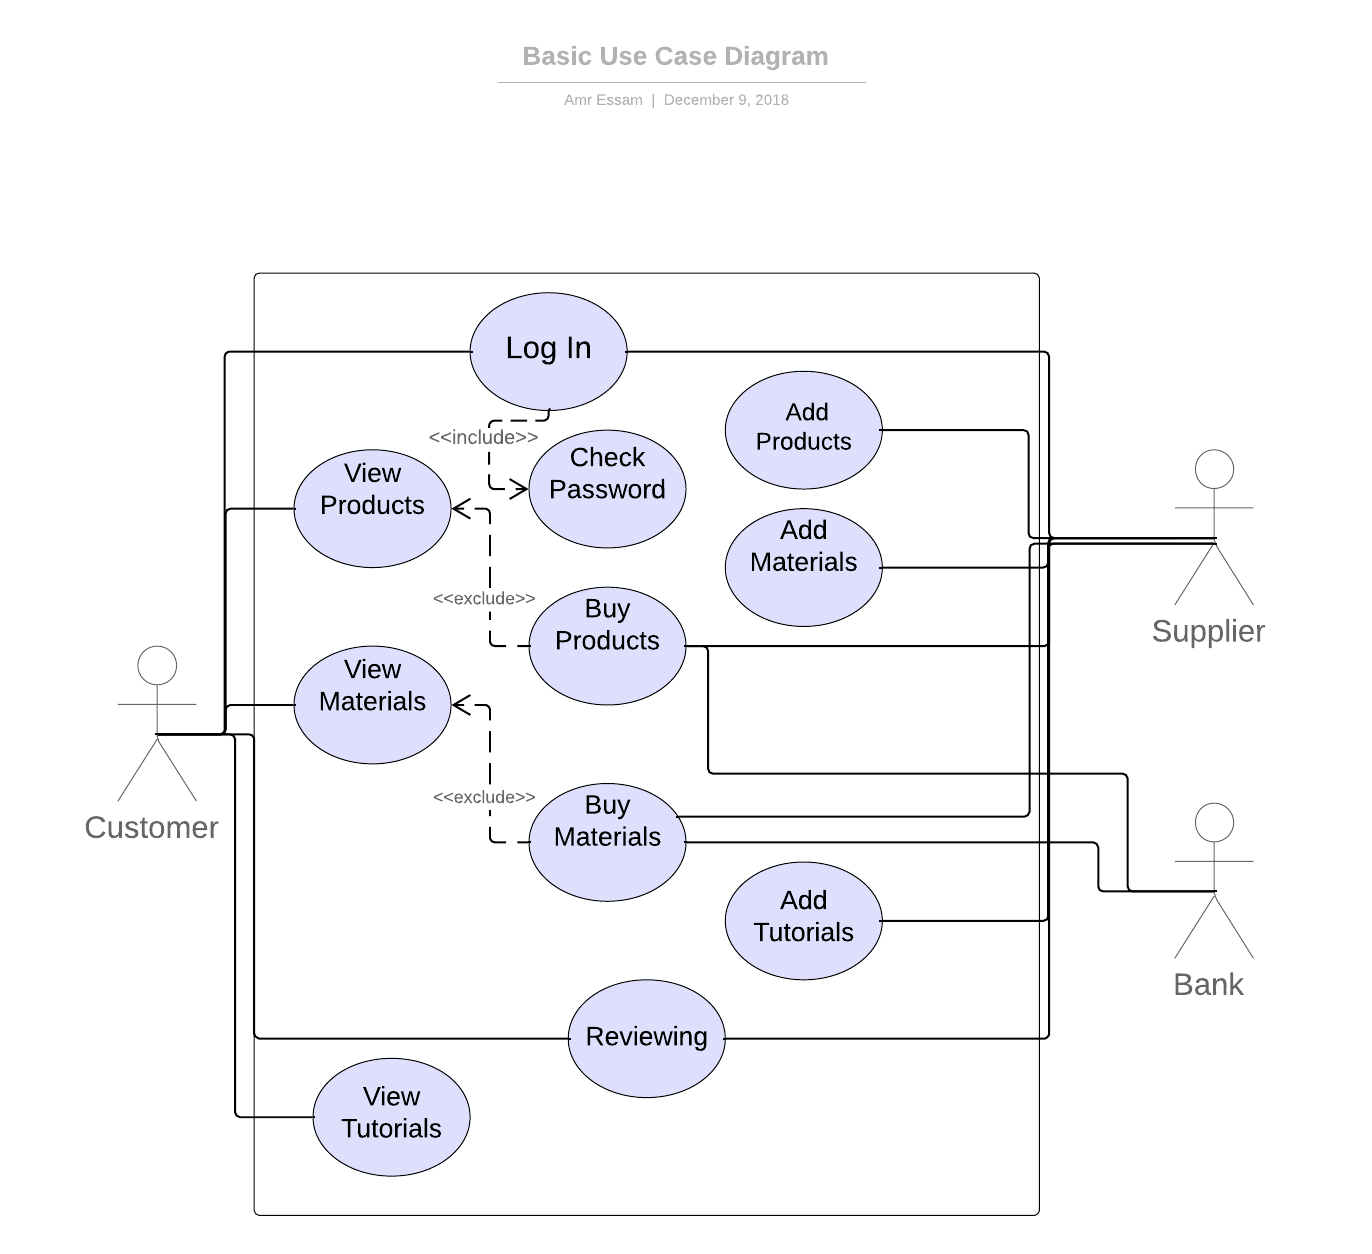 Basic Use Case Diagram
Amr Essam | December 9, 2018
Log In
Add
Products
<<include>>
Check
Password
View
Products
Add
Materials
<<exclude>>
Buy
Products
Supplier
View
Materials
<<exclude>>
Buy
Materials
Customer
Add
Tutorials
Bank
Reviewing
View
Tutorials